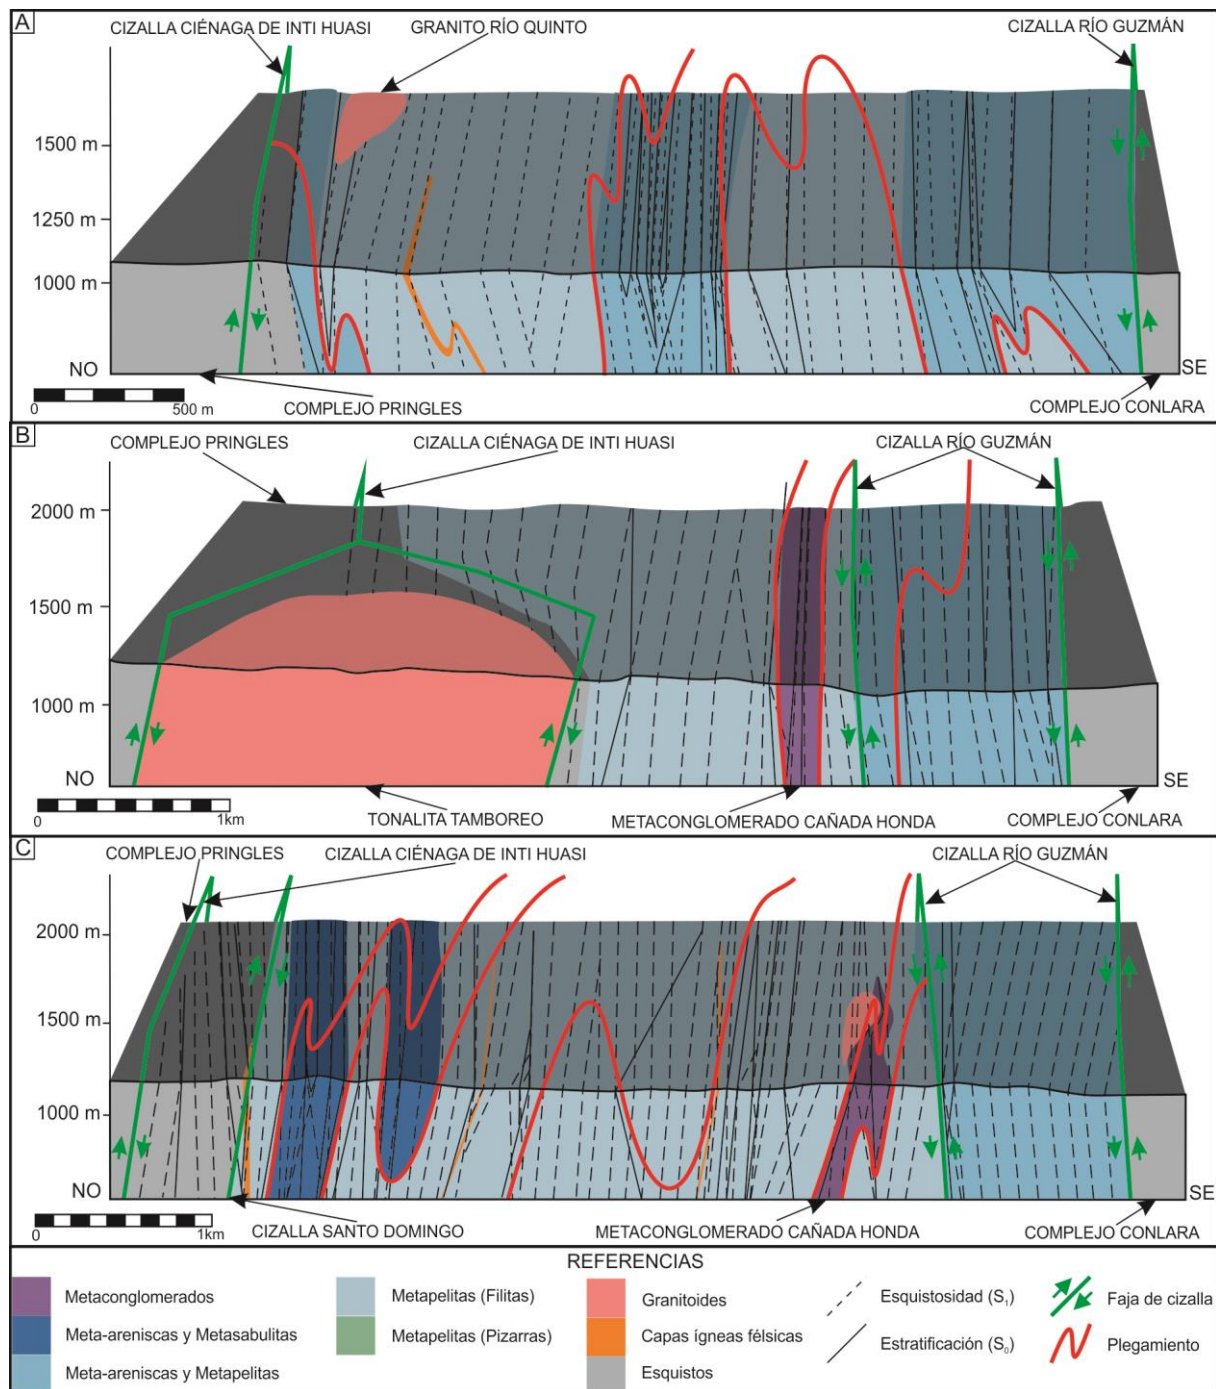 A
CIZALLA CIÉNAGA DE INTI HUASI
GRANITO RÍO QUINTO
CIZALLA RÍO GUZMÁN
1500 m
1250 m
1000 m
NO
SE
0
500 m
COMPLEJO PRINGLES
COMPLEJO CONLARA
B
COMPLEJO PRINGLES
CIZALLA CIÉNAGA DE INTI HUASI
CIZALLA RÍO GUZMÁN
2000 m
1500 m
1000 m
NO
SE
0
1km
TONALITA TAMBOREO
METACONGLOMERADO CAÑADA HONDA
COMPLEJO CONLARA
C
COMPLEJO PRINGLES
CIZALLA CIÉNAGA DE INTI HUASI
CIZALLA RÍO GUZMÁN
2000 m
1500 m
1000 m
NO
SE
0
1km
CIZALLA SANTO DOMINGO
METACONGLOMERADO CAÑADA HONDA
COMPLEJO CONLARA
REFERENCIAS
Metaconglomerados
Meta-areniscas y Metasabulitas
Meta-areniscas y Metapelitas
Metapelitas (Filitas)
Metapelitas (Pizarras)
Granitoides
Capas ígneas félsicas
Esquistos
Esquistosidad (S₁)
Estratificación (S₀)
Faja de cizalla
Plegamiento